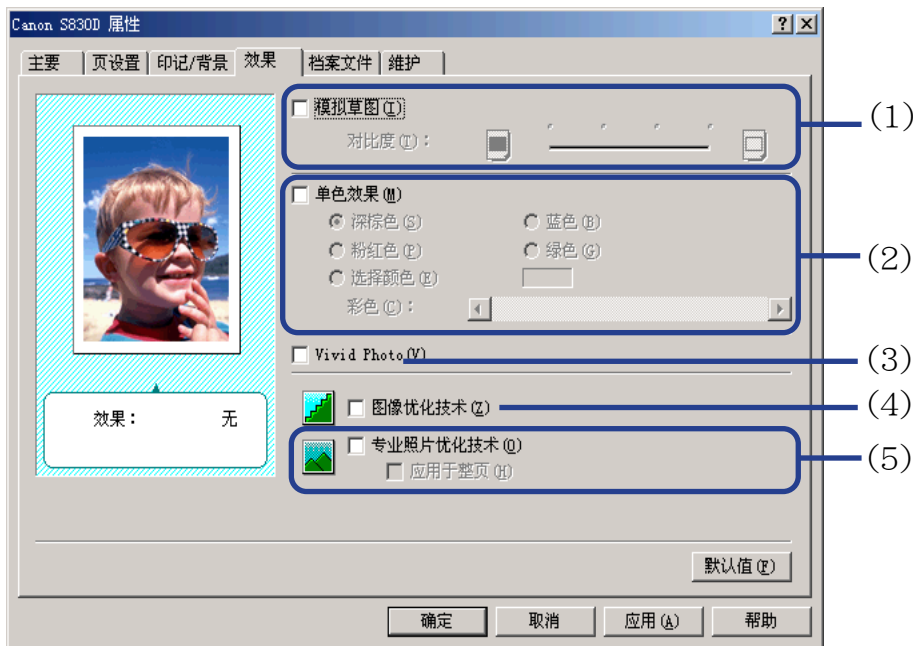 Canon S830D 属性
主要 页设置 印记/背景 效果 档案文件 维护
模拟草图(I)
对比度(T)：
(1)
单色效果(M)
深棕色(S) 蓝色(B)
粉红色(P) 绿色(G)
选择颜色(E)
彩色(C)：
(2)
Vivid Photo(V)
(3)
图像优化技术(Z)
(4)
专业照片优化技术(O)
应用于整页(H)
(5)
效果： 无
默认值(F)
确定 取消 应用(A) 帮助